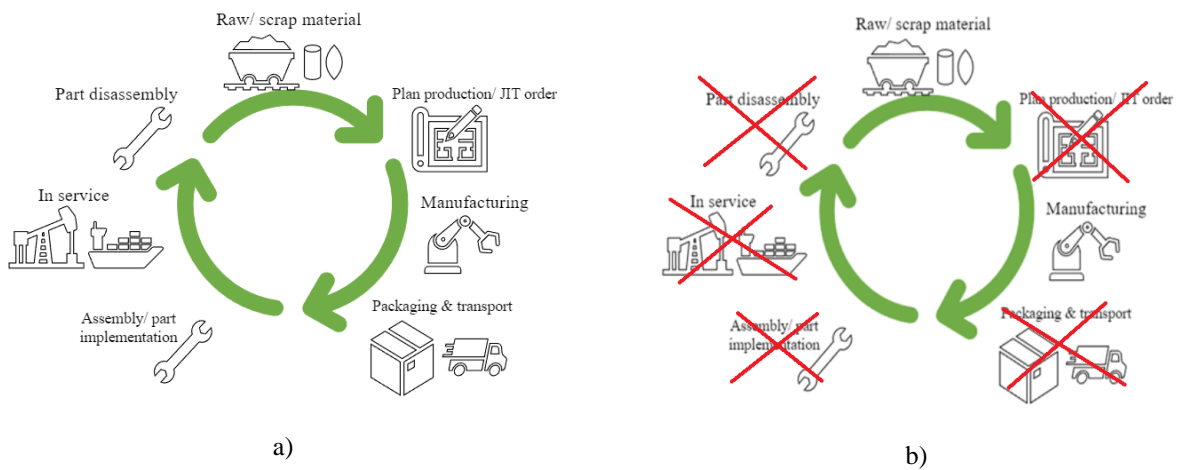 Raw/ scrap material
Part disassembly
Plan production/ JIT order
In service
Manufacturing
Packaging & transport
Assembly/ part
implementation
a)
Raw/ scrap material
Part disassembly
Plan production/ JIT order
In service
Manufacturing
Packaging & transport
Assembly/ part
implementation
b)